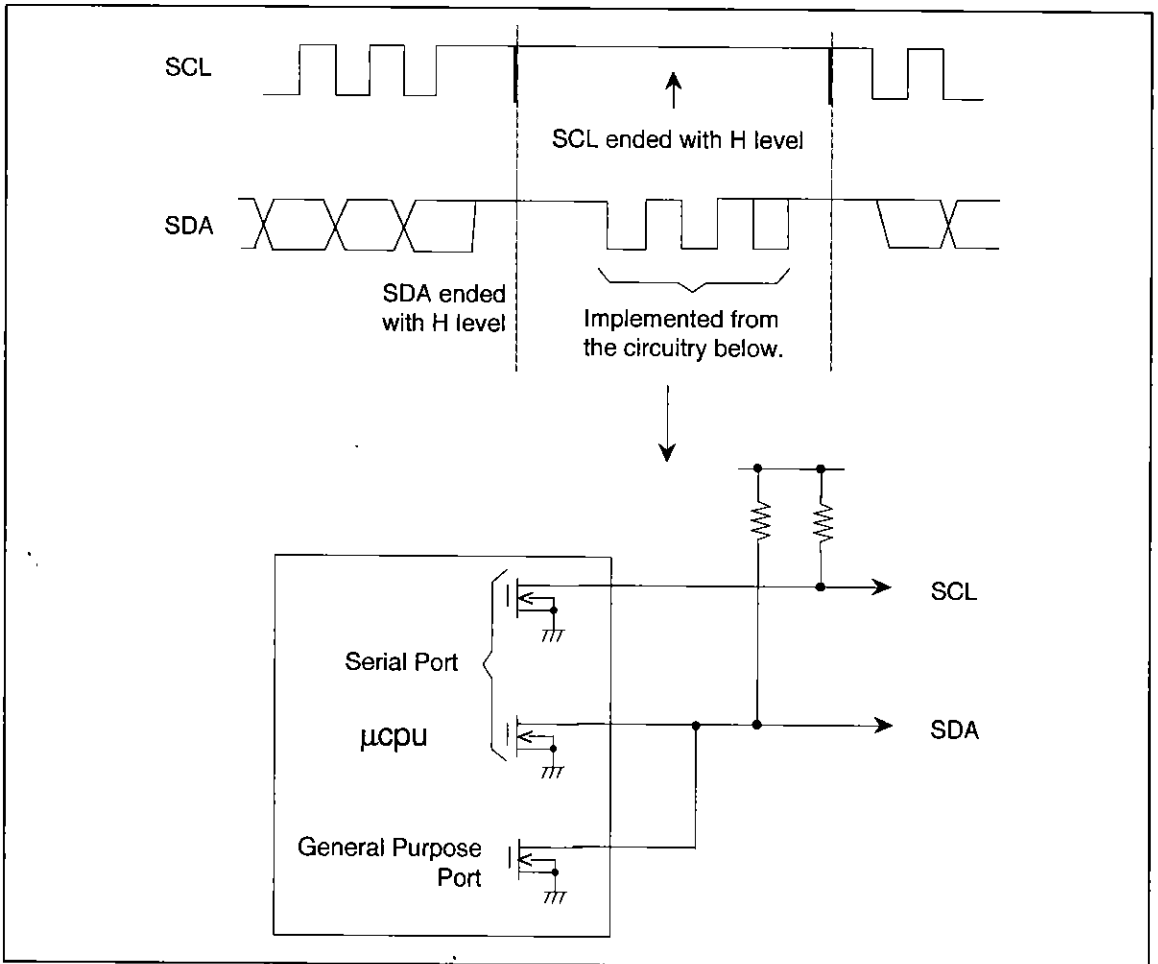 SCL
SCL ended with H level
SDA
SDA ended
with H level
Implemented from
the circuitry below.
SCL
Serial Port
μcpu
SDA
General Purpose
Port